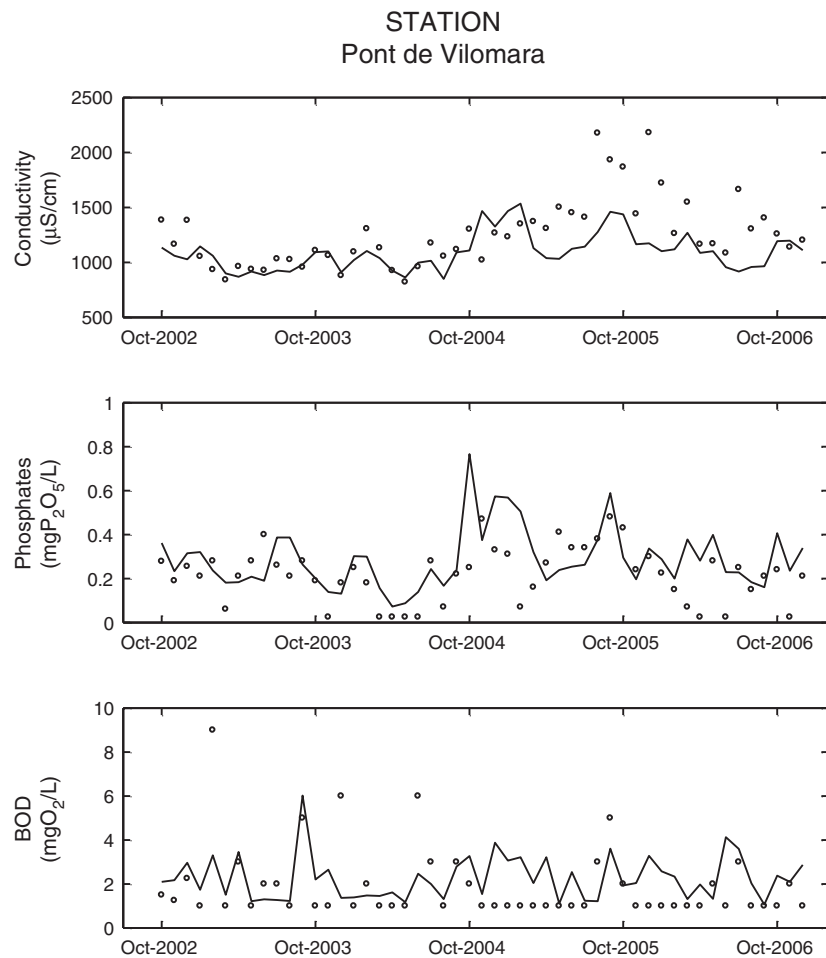 STATION
Pont de Vilomara
Conductivity
(μS/cm)
2500
2000
1500
1000
500
Oct-2002 Oct-2003 Oct-2004 Oct-2005 Oct-2006
Phosphates
(mgP₂O₅/L)
1
0.8
0.6
0.4
0.2
0
Oct-2002 Oct-2003 Oct-2004 Oct-2005 Oct-2006
BOD
(mgO₂/L)
10
8
6
4
2
0
Oct-2002 Oct-2003 Oct-2004 Oct-2005 Oct-2006